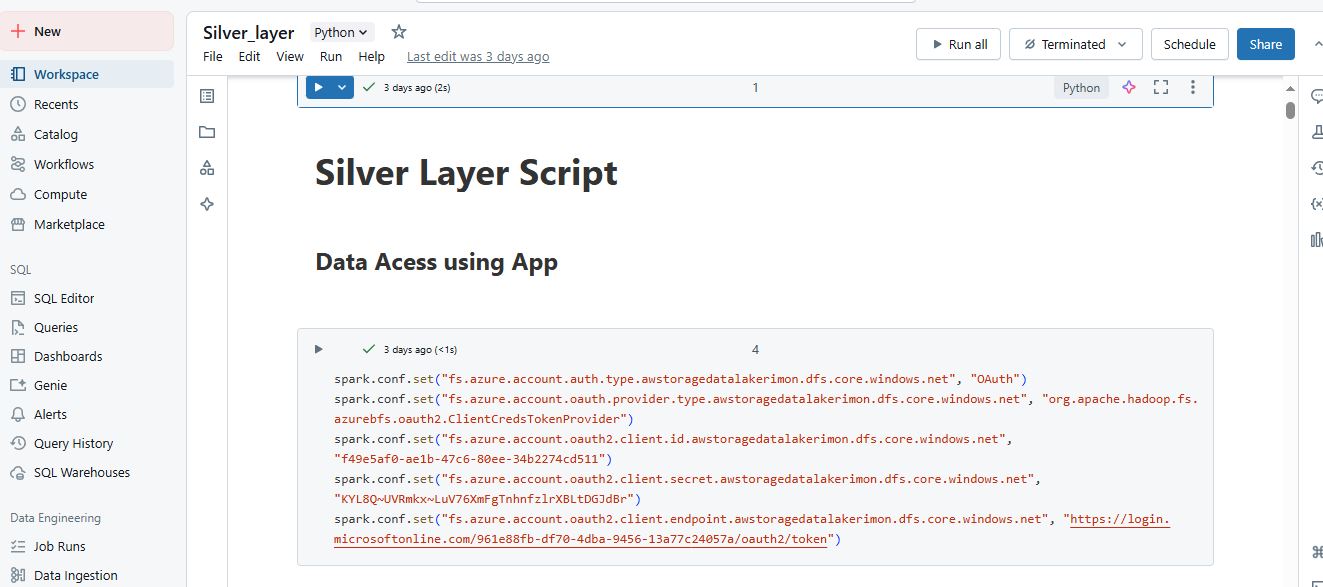 New
Workspace
Recents
Catalog
Workflows
Compute
Marketplace
SQL
SQL Editor
Queries
Dashboards
Genie
Alerts
Query History
SQL Warehouses
Data Engineering
Job Runs
Data Ingestion
Silver_layer Python
File Edit View Run Help Last edit was 3 days ago
Run all Terminated Schedule Share
3 days ago (2s) 1 Python
Silver Layer Script
Data Acess using App
3 days ago (<1s) 4
spark.conf.set("fs.azure.account.auth.type.awstoragedatalakerimon.dfs.core.windows.net", "OAuth")
spark.conf.set("fs.azure.account.oauth.provider.type.awstoragedatalakerimon.dfs.core.windows.net", "org.apache.hadoop.fs.
azurebfs.oauth2.ClientCredsTokenProvider")
spark.conf.set("fs.azure.account.oauth2.client.id.awstoragedatalakerimon.dfs.core.windows.net",
"f49e5af0-ae1b-47c6-80ee-34b2274cd511")
spark.conf.set("fs.azure.account.oauth2.client.secret.awstoragedatalakerimon.dfs.core.windows.net",
"KYL8Q~UVRmkx~LuV76XmFgTnhnfzlrXBLtDGJdBr")
spark.conf.set("fs.azure.account.oauth2.client.endpoint.awstoragedatalakerimon.dfs.core.windows.net", "https://login.
microsoftonline.com/961e88fb-df70-4dba-9456-13a77c24057a/oauth2/token")